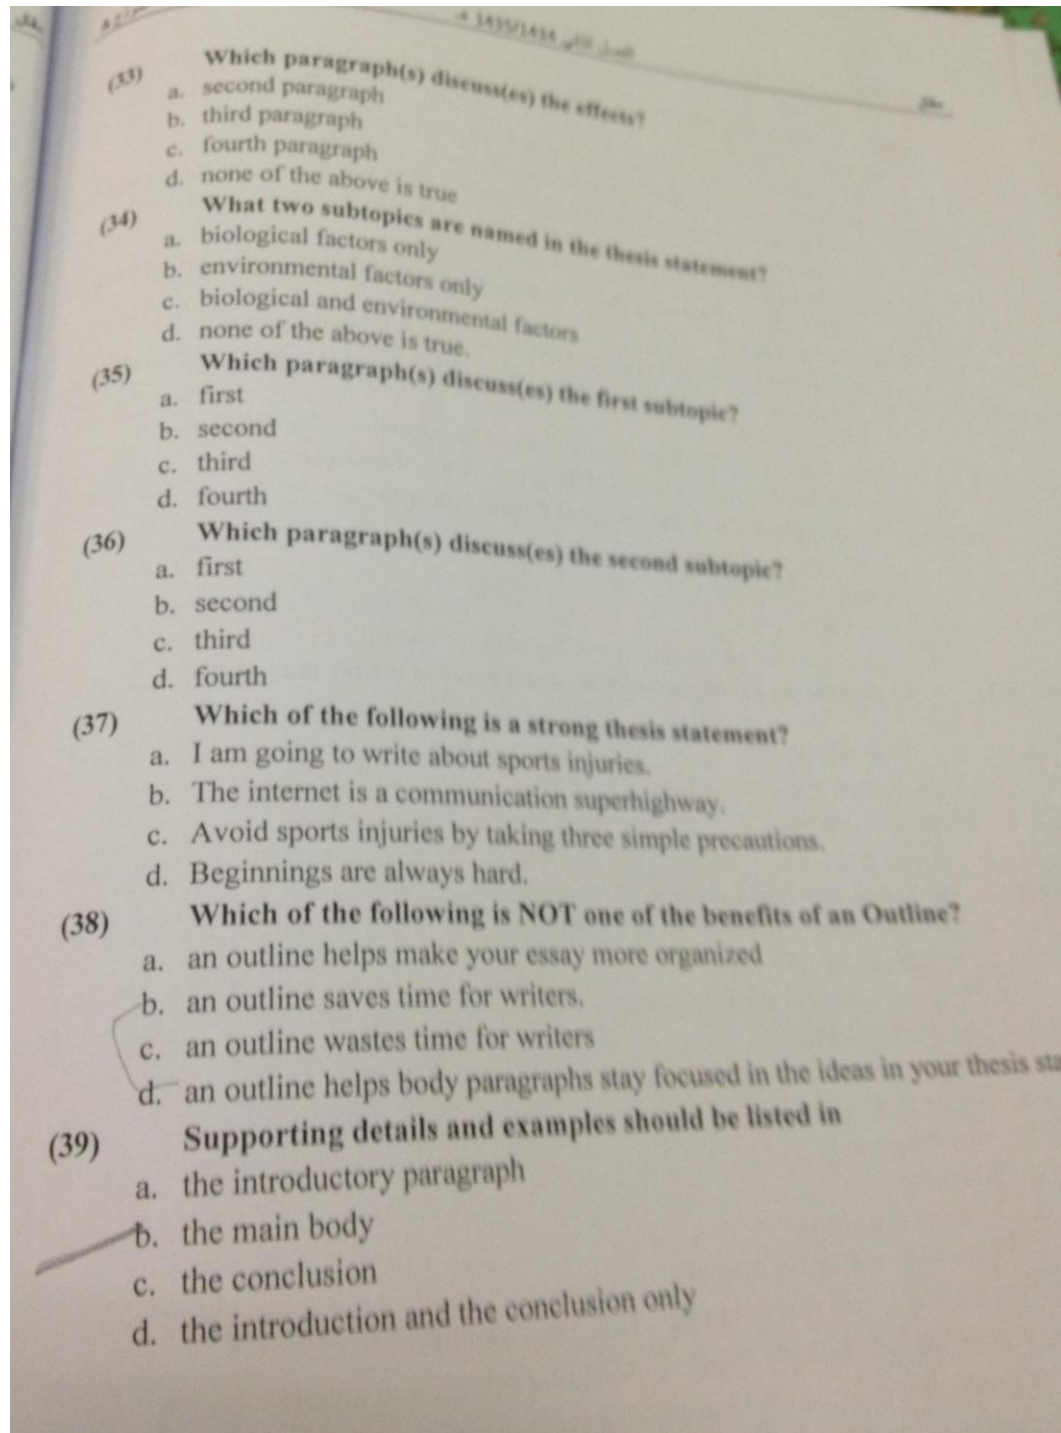 الفصل الثاني 1435/1434 هـ
(33) Which paragraph(s) discuss(es) the effects?
a. second paragraph
b. third paragraph
c. fourth paragraph
d. none of the above is true
(34) What two subtopics are named in the thesis statement?
a. biological factors only
b. environmental factors only
c. biological and environmental factors
d. none of the above is true.
(35) Which paragraph(s) discuss(es) the first subtopic?
a. first
b. second
c. third
d. fourth
(36) Which paragraph(s) discuss(es) the second subtopic?
a. first
b. second
c. third
d. fourth
(37) Which of the following is a strong thesis statement?
a. I am going to write about sports injuries.
b. The internet is a communication superhighway.
c. Avoid sports injuries by taking three simple precautions.
d. Beginnings are always hard.
(38) Which of the following is NOT one of the benefits of an Outline?
a. an outline helps make your essay more organized
b. an outline saves time for writers.
c. an outline wastes time for writers
d. an outline helps body paragraphs stay focused in the ideas in your thesis sta
(39) Supporting details and examples should be listed in
a. the introductory paragraph
b. the main body
c. the conclusion
d. the introduction and the conclusion only